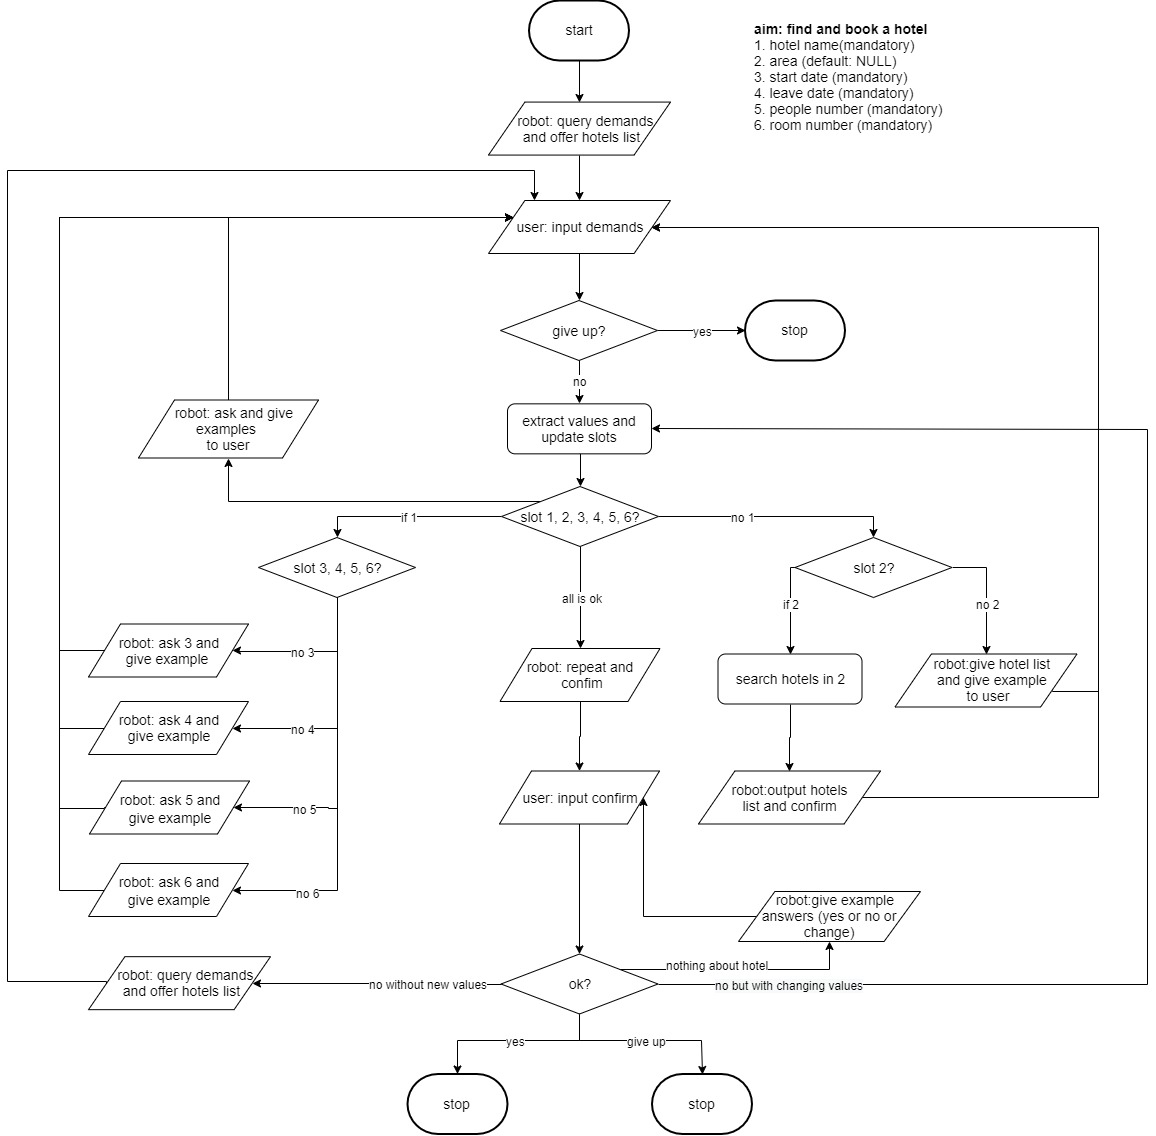 start
aim: find and book a hotel
1. hotel name(mandatory)
2. area (default: NULL)
3. start date (mandatory)
4. leave date (mandatory)
5. people number (mandatory)
6. room number (mandatory)
robot: query demands
and offer hotels list
user: input demands
give up?
yes
stop
no
robot: ask and give
examples
to user
extract values and
update slots
slot 1, 2, 3, 4, 5, 6?
if 1
no 1
slot 3, 4, 5, 6?
slot 2?
all is ok
if 2
no 2
robot: ask 3 and
give example
no 3
robot: repeat and
confim
search hotels in 2
robot:give hotel list
and give example
to user
robot: ask 4 and
give example
no 4
robot: ask 5 and
give example
no 5
user: input confirm
robot:output hotels
list and confirm
robot: ask 6 and
give example
no 6
robot:give example
answers (yes or no or
change)
nothing about hotel
robot: query demands
and offer hotels list
no without new values
ok?
no but with changing values
yes
give up
stop
stop